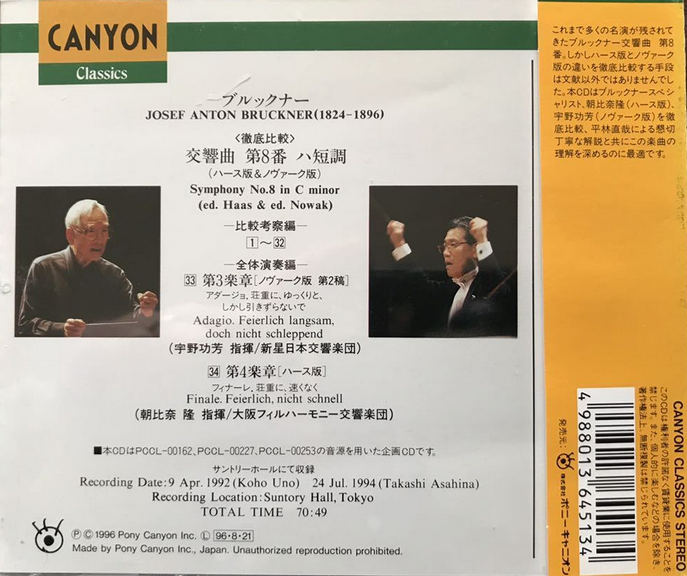 CANYON
Classics
ブルックナー
JOSEF ANTON BRUCKNER(1824-1896)
〈徹底比較〉
交響曲 第8番 ハ短調
(ハース版&ノヴァーク版)
Symphony No.8 in C minor
(ed. Haas & ed. Nowak)
—比較考察編—
1〜32
—全体演奏編—
33 第3楽章[ノヴァーク版 第2稿]
アダージョ, 荘重に, ゆっくりと,
しかし引きずらないで
Adagio. Feierlich langsam,
doch nicht schleppend
(宇野功芳 指揮/新星日本交響楽団)
34 第4楽章[ハース版]
フィナーレ, 荘重に, 速くなく
Finale. Feierlich, nicht schnell
(朝比奈 隆 指揮/大阪フィルハーモニー交響楽団)
■本CDはPCCL-00162、PCCL-00227、PCCL-00253の音源を用いた企画CDです。
サントリーホールにて収録
Recording Date:9 Apr. 1992 (Koho Uno) 24 Jul. 1994 (Takashi Asahina)
Recording Location: Suntory Hall, Tokyo
TOTAL TIME 70:49
Ⓟ Ⓒ1996 Pony Canyon Inc. Ⓛ 96・8・21
Made by Pony Canyon Inc., Japan. Unauthorized reproduction prohibited.
これまで多くの名演が残されて
きたブルックナー交響曲 第8
番。しかしハース版とノヴァーク
版の違いを徹底比較する手段
は文献以外ではありませんでし
た。本CDはブルックナースペシ
ャリスト、朝比奈隆(ハース版)、
宇野功芳(ノヴァーク版)を徹
底比較、平林直哉による懇切
丁寧な解説と共にこの楽曲の
理解を深めるのに最適です。
CANYON CLASSICS STEREO
このCDは権利者の許諾なく賃貸業に使用することを
禁じます。また、個人的に楽しむなどの場合を除き、
著作権法上、無断複製は禁じられています。
4988013645134
発売元:
株式会社 ポニーキャニオン